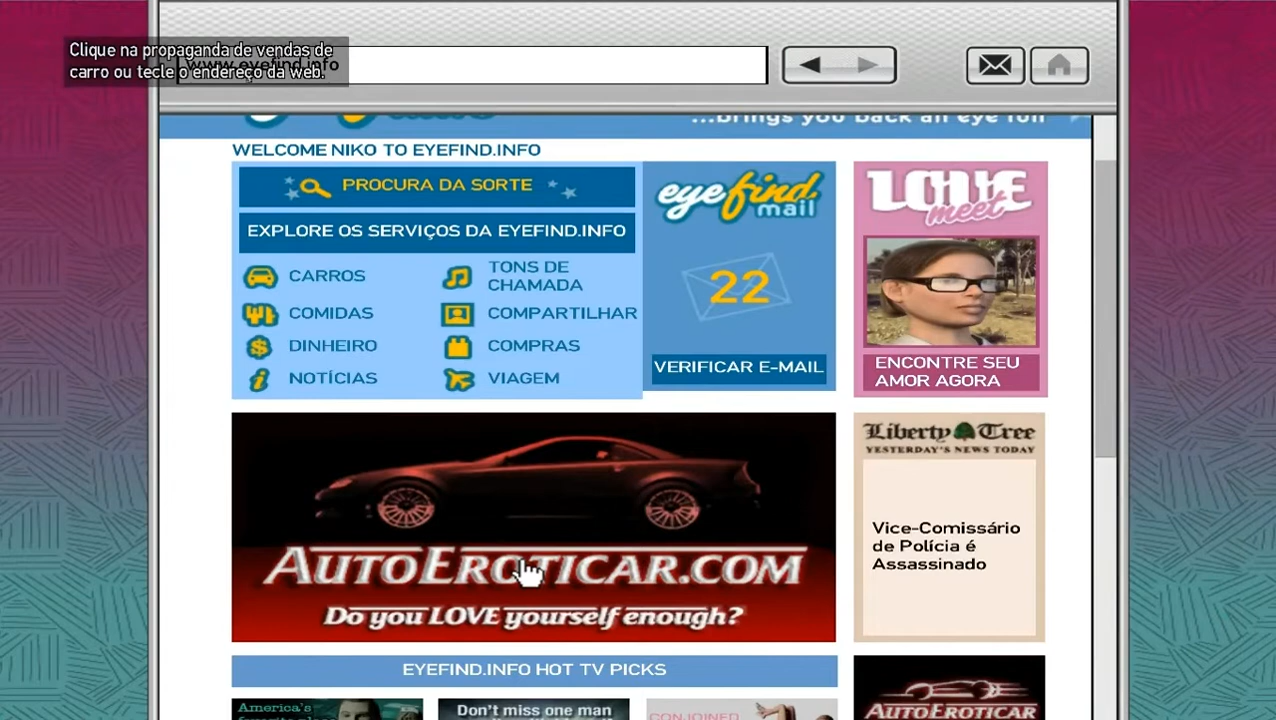 Clique na propaganda de vendas de
carro ou tecle o endereço da web.
www.eyefind.info
...brings you back an eye full
WELCOME NIKO TO EYEFIND.INFO
PROCURA DA SORTE
EXPLORE OS SERVIÇOS DA EYEFIND.INFO
CARROS
COMIDAS
DINHEIRO
NOTÍCIAS
TONS DE
CHAMADA
COMPARTILHAR
COMPRAS
VIAGEM
eyefind
mail
22
VERIFICAR E-MAIL
LOVE
meet
ENCONTRE SEU
AMOR AGORA
AUTOEROTICAR.COM
Do you LOVE yourself enough?
Liberty Tree
YESTERDAY'S NEWS TODAY
Vice-Comissário
de Polícia é
Assassinado
EYEFIND.INFO HOT TV PICKS
America's
Don't miss one man
CONJOINED
AUTOEROTICAR